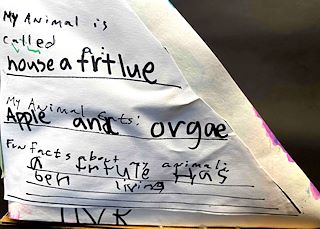 My Animal is
called
house a frtlue
My Animal eats:
Apple and orgae
Fun facts about my animal:
a frtule has
ben living